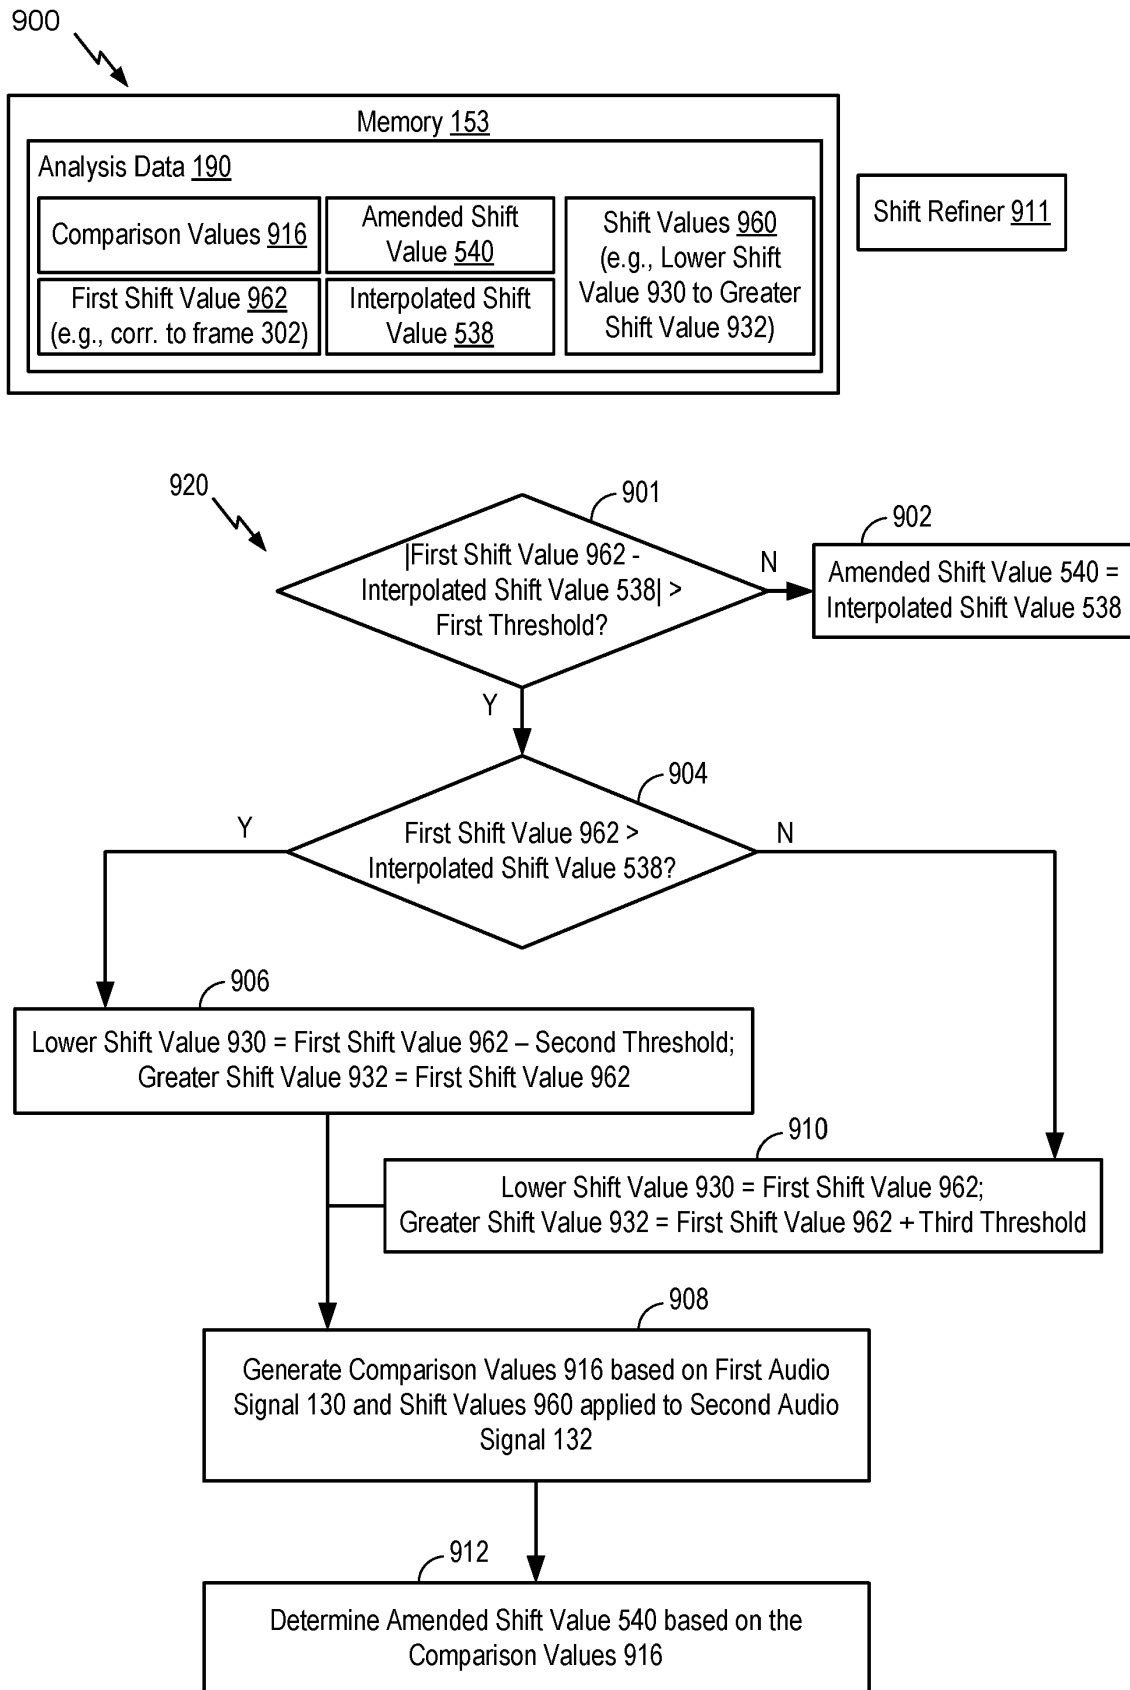 900
Memory 153
Analysis Data 190
Comparison Values 916
Amended Shift
Value 540
Shift Values 960
(e.g., Lower Shift
Value 930 to Greater
Shift Value 932)
First Shift Value 962
(e.g., corr. to frame 302)
Interpolated Shift
Value 538
Shift Refiner 911
920
901
|First Shift Value 962 -
Interpolated Shift Value 538| >
First Threshold?
N
902
Amended Shift Value 540 =
Interpolated Shift Value 538
Y
904
First Shift Value 962 >
Interpolated Shift Value 538?
Y
N
906
Lower Shift Value 930 = First Shift Value 962 – Second Threshold;
Greater Shift Value 932 = First Shift Value 962
910
Lower Shift Value 930 = First Shift Value 962;
Greater Shift Value 932 = First Shift Value 962 + Third Threshold
908
Generate Comparison Values 916 based on First Audio
Signal 130 and Shift Values 960 applied to Second Audio
Signal 132
912
Determine Amended Shift Value 540 based on the
Comparison Values 916